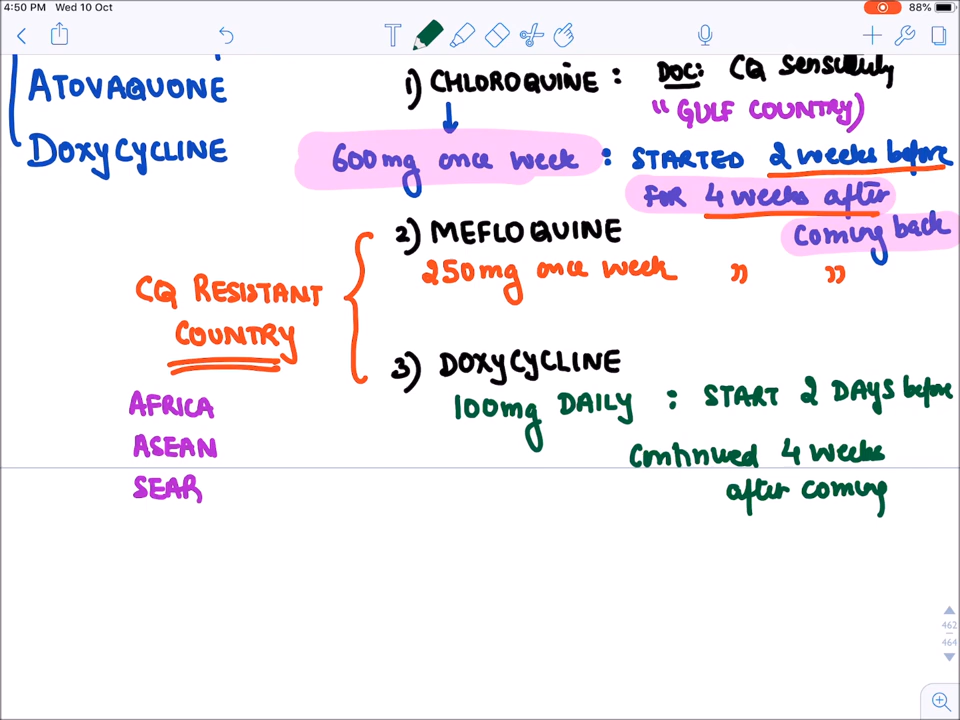 4:50 PM Wed 10 Oct
88%
T
ATOVAQUONE
DOXYCYCLINE
1) CHLOROQUINE : DOC: CQ sensitivity
" GULF COUNTRY)
600mg once week : STARTED 2 weeks before
FOR 4 weeks after
coming back
2) MEFLOQUINE
250mg once week " "
CQ RESISTANT
COUNTRY
3) DOXYCYCLINE
100mg DAILY : START 2 DAYS before
Continued 4 weeks
after coming
AFRICA
ASEAN
SEAR
462
464